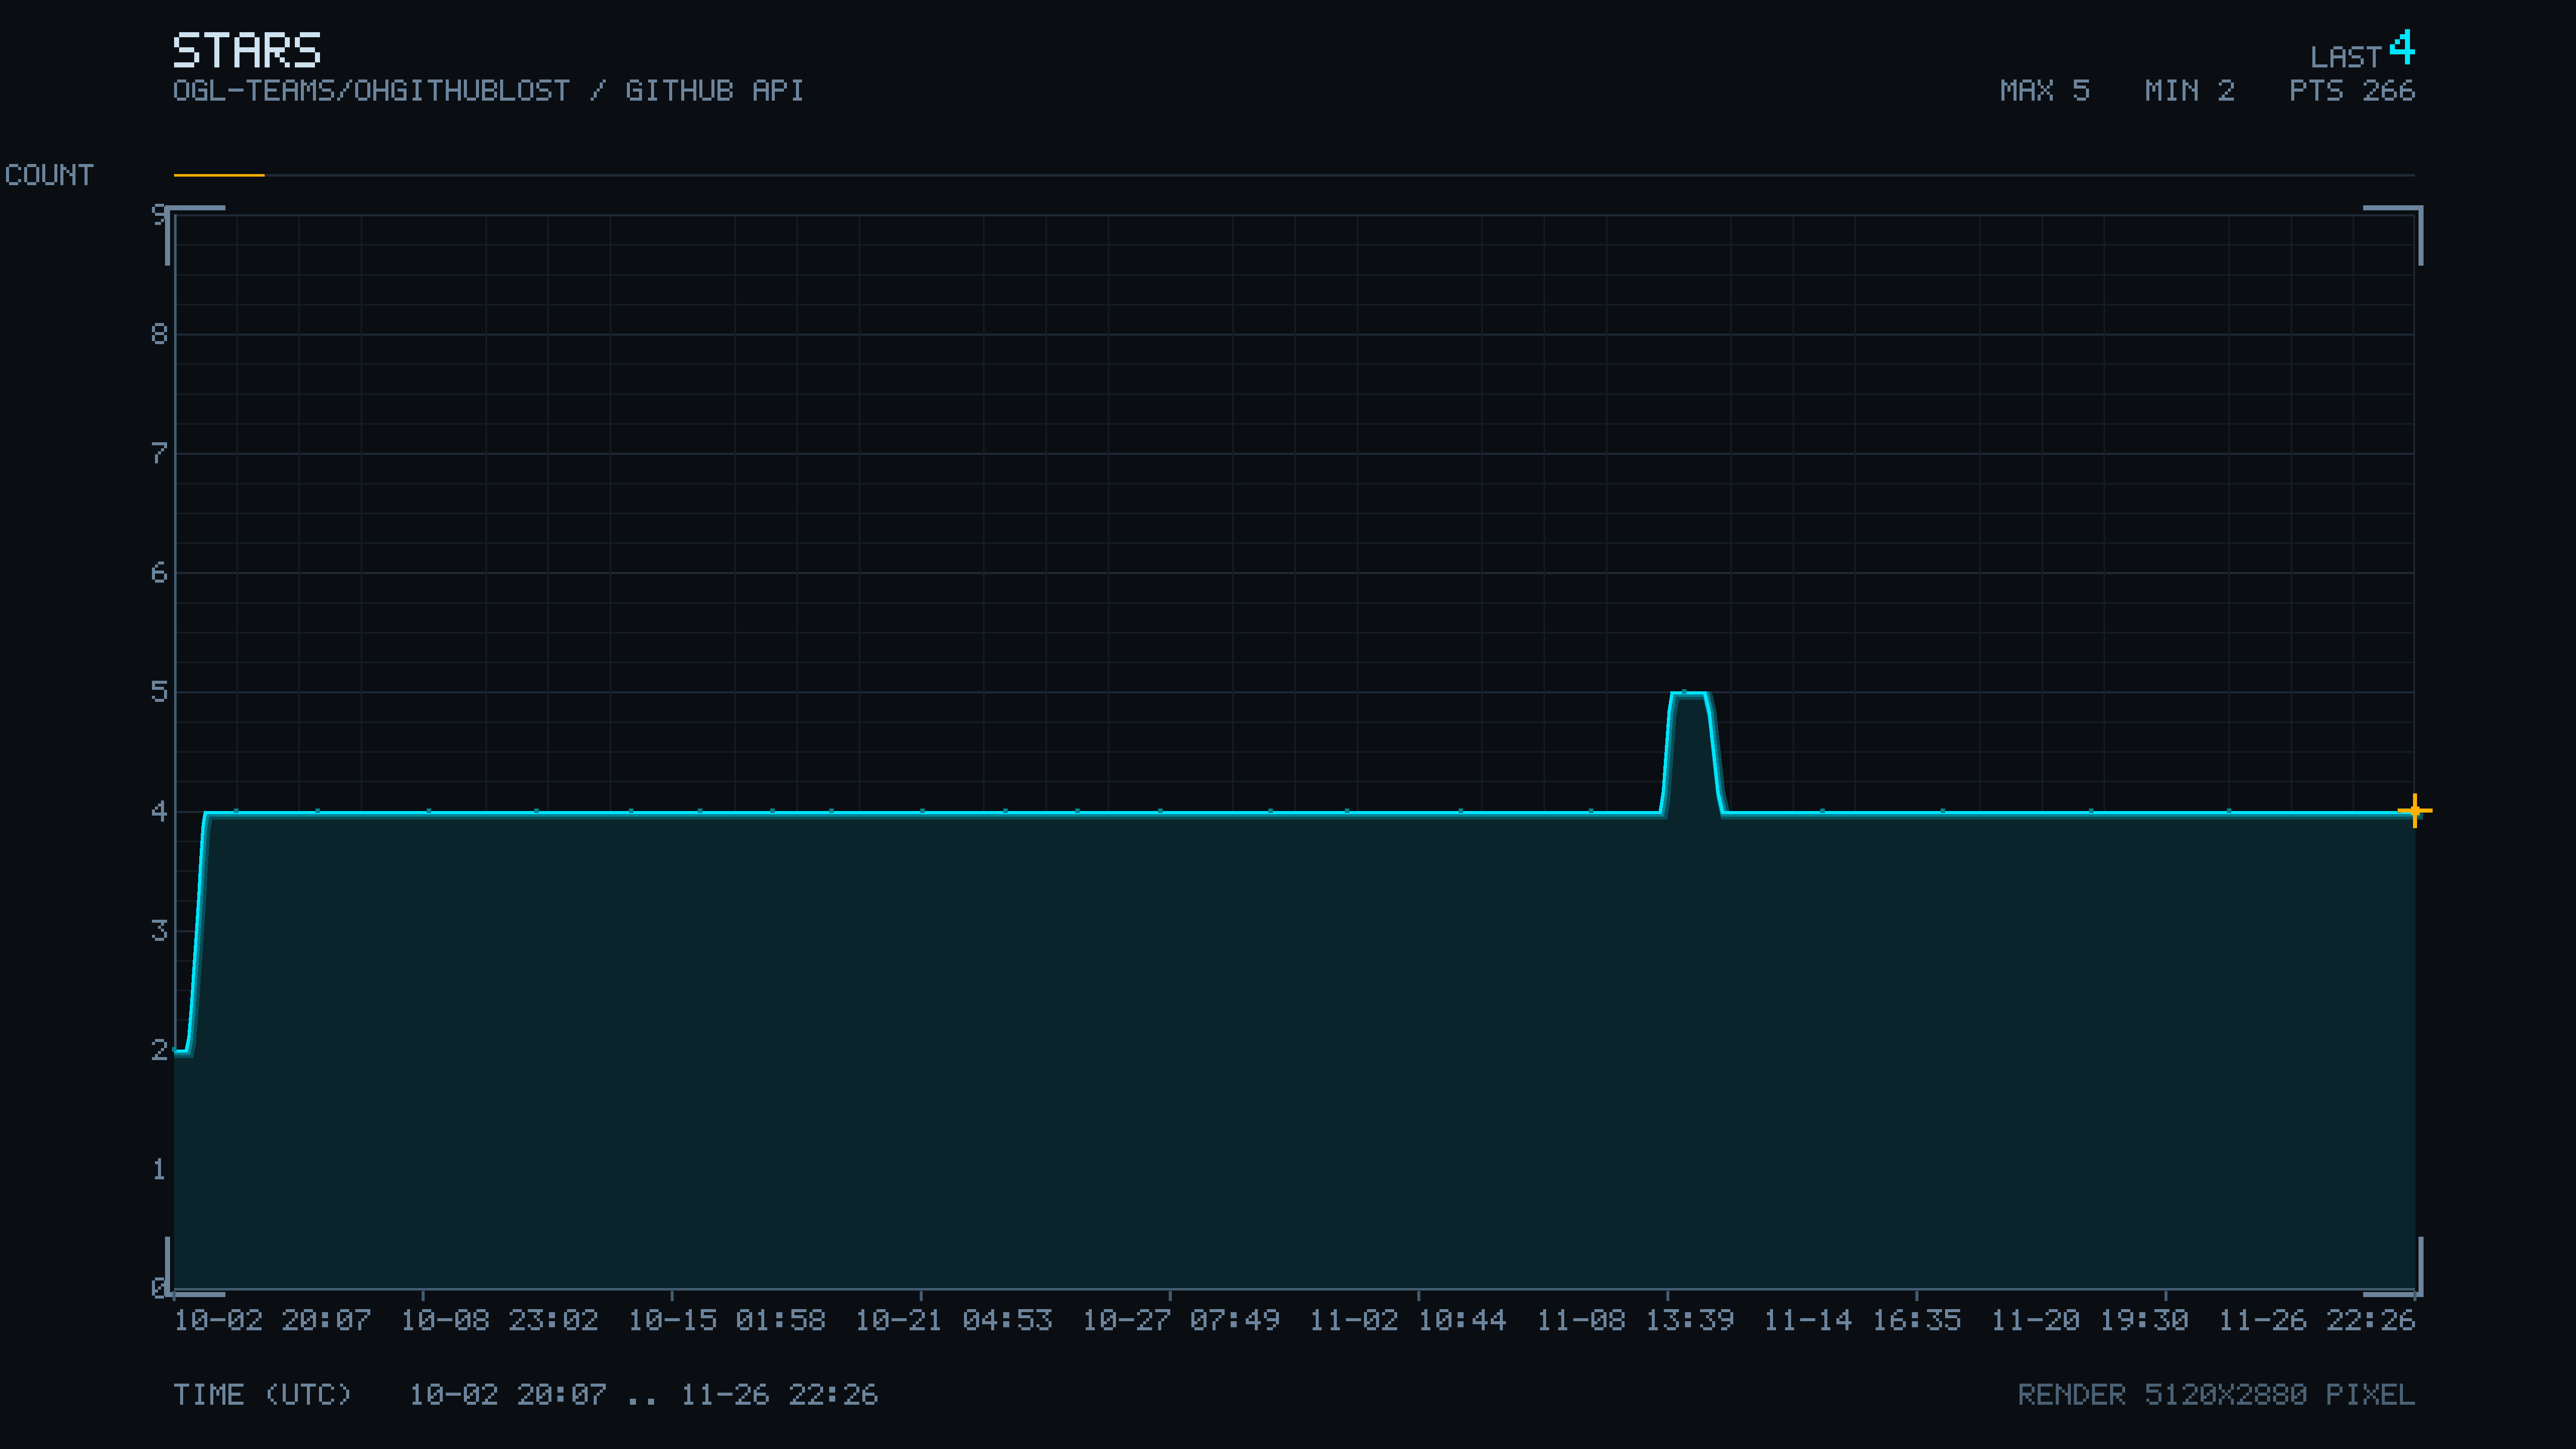 STARS
LAST 4
OGL-TEAMS/OHGITHUBLOST / GITHUB API
MAX 5 MIN 2 PTS 266
COUNT
9
8
7
6
5
4
3
2
1
0
10-02 20:07 10-08 23:02 10-15 01:58 10-21 04:53 10-27 07:49 11-02 10:44 11-08 13:39 11-14 16:35 11-20 19:30 11-26 22:26
TIME (UTC) 10-02 20:07 .. 11-26 22:26
RENDER 5120X2880 PIXEL